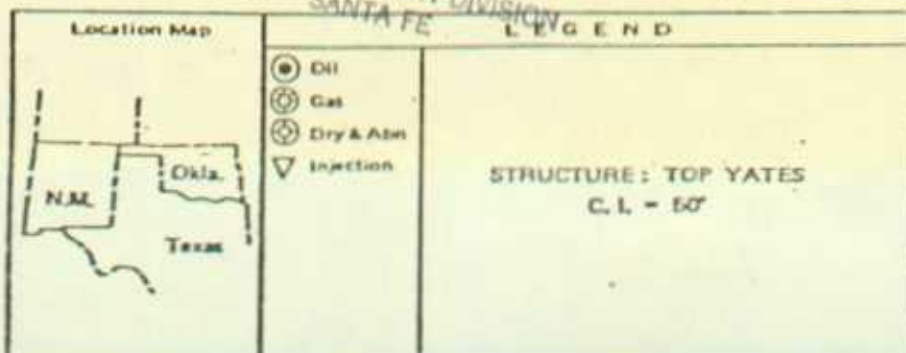 DIVISION
SANTA FE
Location Map
LEGEND
Oil
Gas
Dry & Abn
Injection
N.M.
Okla.
Texas
STRUCTURE: TOP YATES
C. I. = 50'